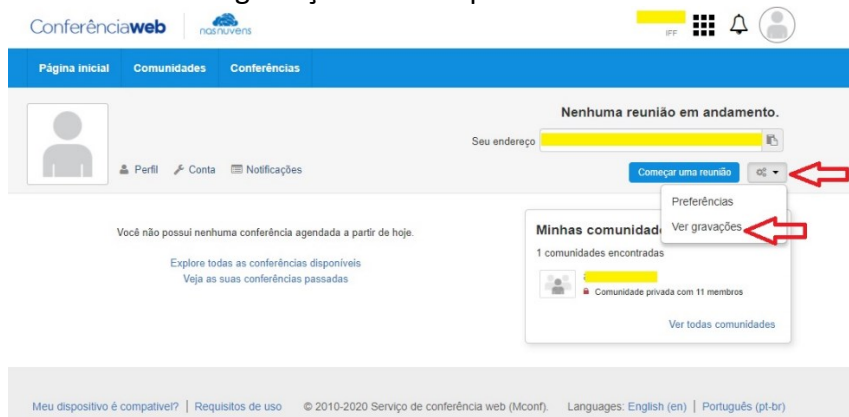 Conferênciaweb
nasnuvens
IFF
Página inicial Comunidades Conferências
Nenhuma reunião em andamento.
Seu endereço
Perfil Conta Notificações
Começar uma reunião
Preferências
Ver gravações
Você não possui nenhuma conferência agendada a partir de hoje.
Explore todas as conferências disponíveis
Veja as suas conferências passadas
Minhas comunidad
1 comunidades encontradas
Comunidade privada com 11 membros
Ver todas comunidades
Meu dispositivo é compatível? | Requisitos de uso © 2010-2020 Serviço de conferência web (Mconf). Languages: English (en) | Português (pt-br)